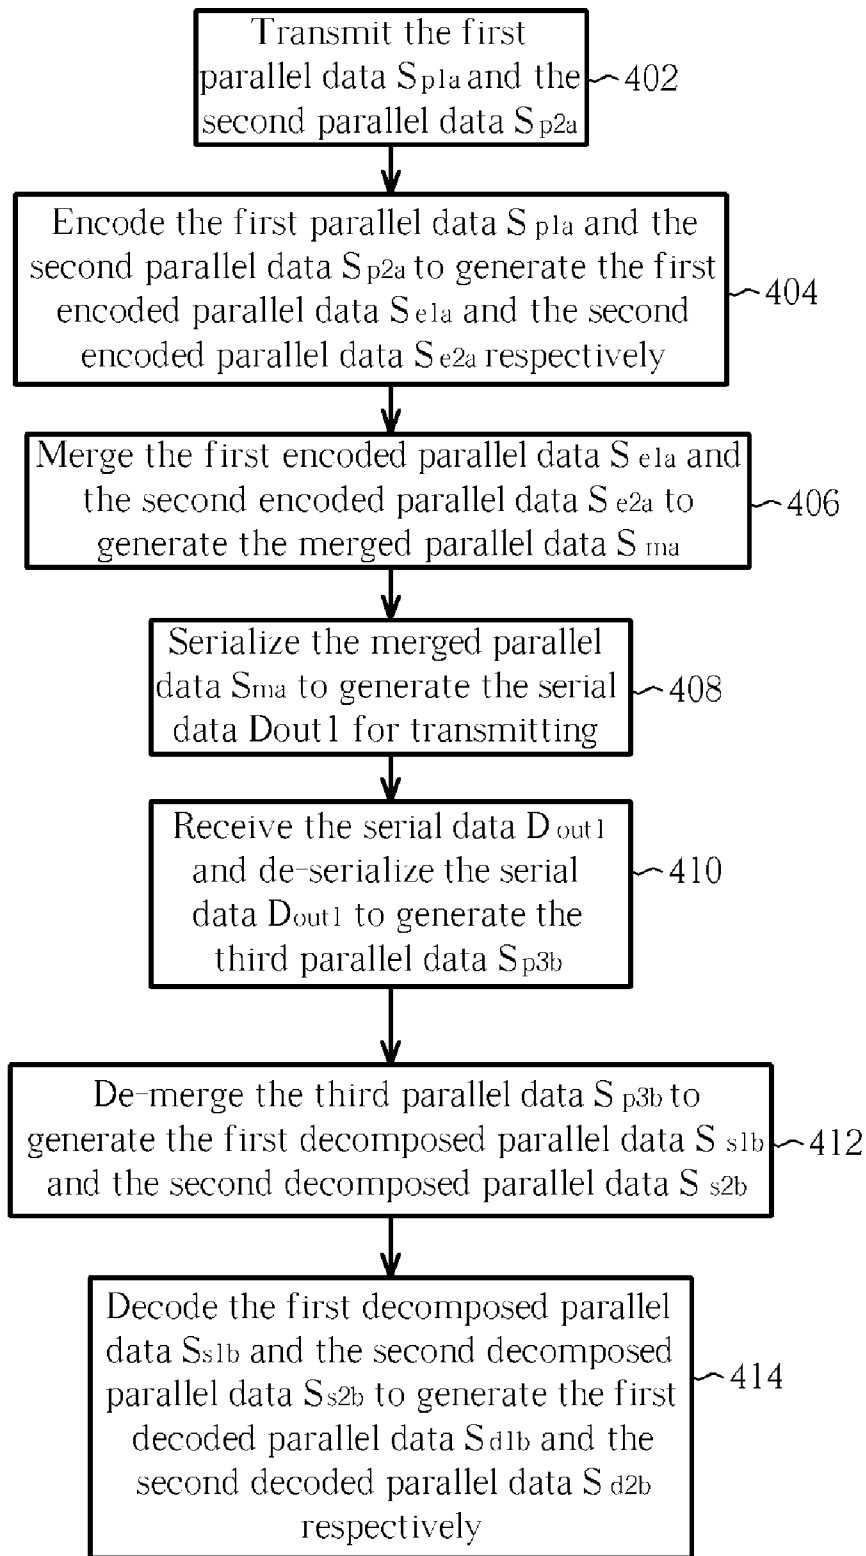 Transmit the first
parallel data Sp1a and the
second parallel data Sp2a
402
Encode the first parallel data Sp1a and the
second parallel data Sp2a to generate the first
encoded parallel data Se1a and the second
encoded parallel data Se2a respectively
404
Merge the first encoded parallel data Se1a and
the second encoded parallel data Se2a to
generate the merged parallel data Sma
406
Serialize the merged parallel
data Sma to generate the serial
data Dout1 for transmitting
408
Receive the serial data Dout1
and de-serialize the serial
data Dout1 to generate the
third parallel data Sp3b
410
De-merge the third parallel data Sp3b to
generate the first decomposed parallel data Ss1b
and the second decomposed parallel data Ss2b
412
Decode the first decomposed parallel
data Ss1b and the second decomposed
parallel data Ss2b to generate the first
decoded parallel data Sd1b and the
second decoded parallel data Sd2b
respectively
414